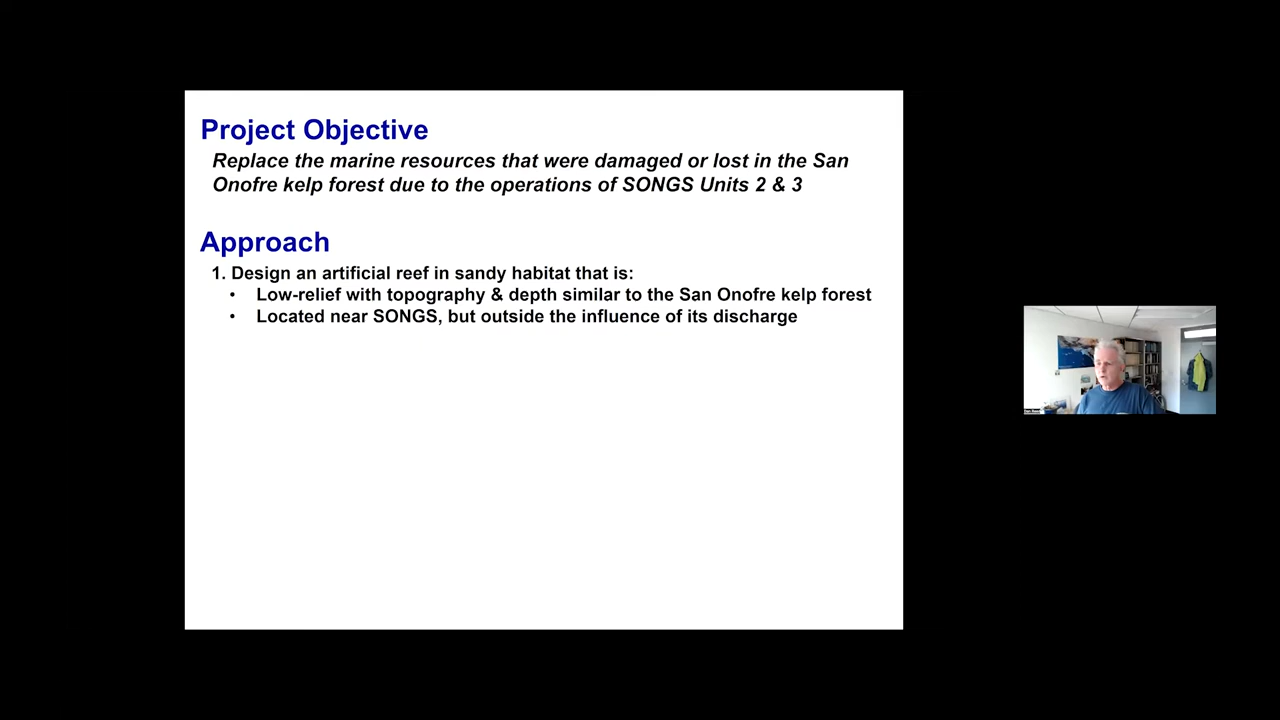 Project Objective
Replace the marine resources that were damaged or lost in the San
Onofre kelp forest due to the operations of SONGS Units 2 & 3
Approach
1. Design an artificial reef in sandy habitat that is:
• Low-relief with topography & depth similar to the San Onofre kelp forest
• Located near SONGS, but outside the influence of its discharge